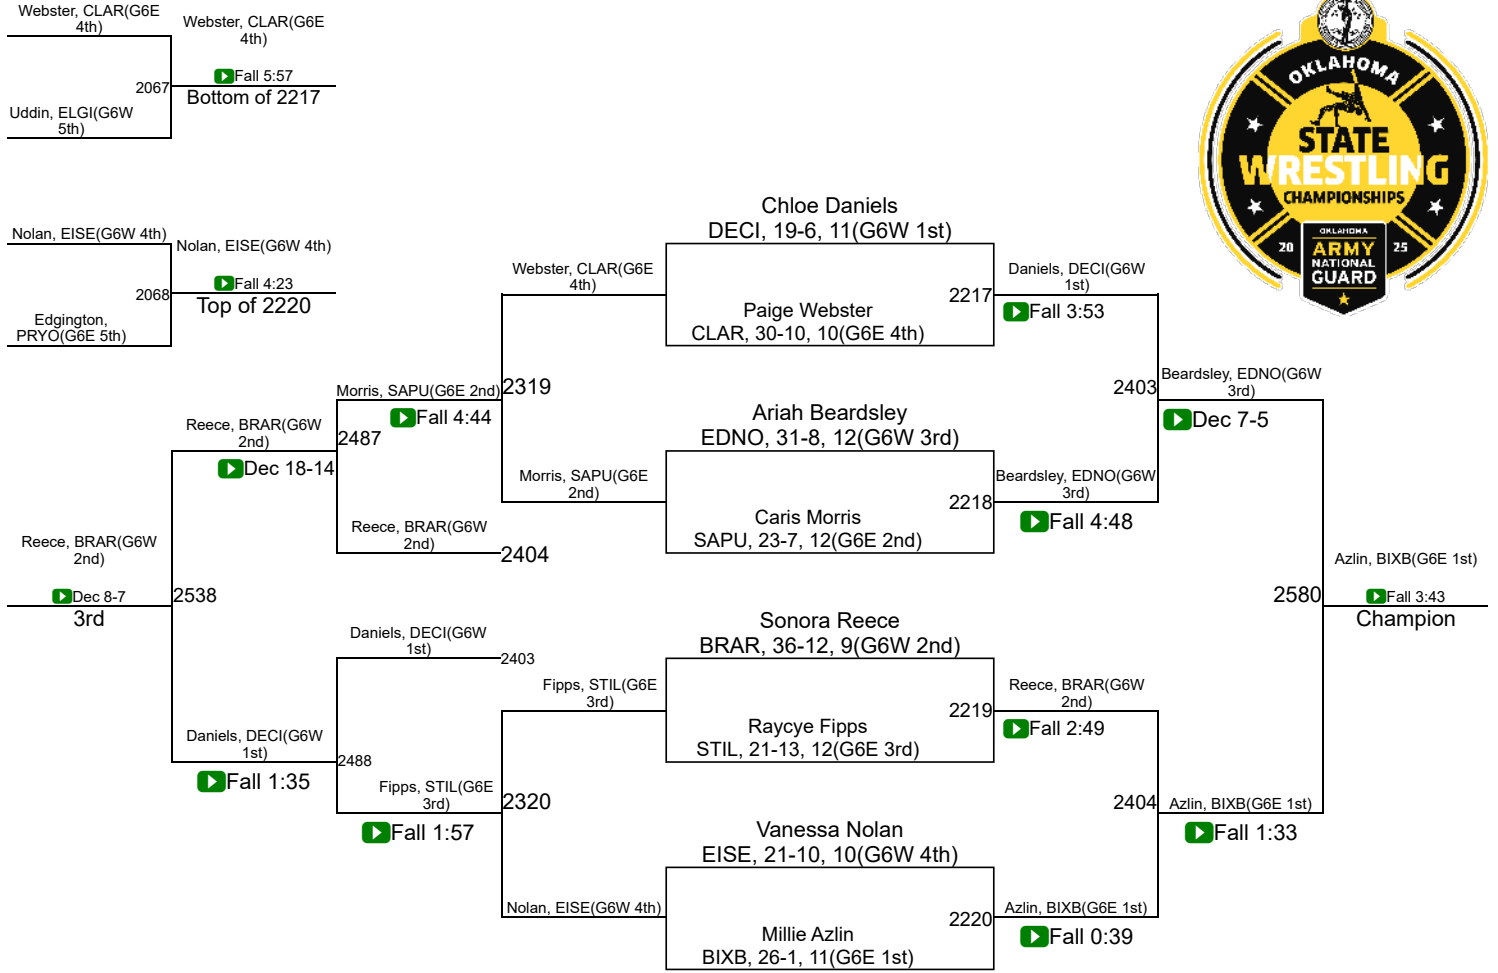 Webster, CLAR(G6E
4th)
Webster, CLAR(G6E
4th)
Fall 5:57
2067
Bottom of 2217
Uddin, ELGI(G6W
5th)
Nolan, EISE(G6W 4th)
Nolan, EISE(G6W 4th)
Fall 4:23
2068
Top of 2220
Edgington,
PRYO(G6E 5th)
OKLAHOMA
STATE
WRESTLING
CHAMPIONSHIPS
20
25
OKLAHOMA
ARMY
NATIONAL
GUARD
Chloe Daniels
DECI, 19-6, 11(G6W 1st)
Webster, CLAR(G6E
4th)
2217
Daniels, DECI(G6W
1st)
Fall 3:53
Paige Webster
CLAR, 30-10, 10(G6E 4th)
Morris, SAPU(G6E 2nd)
2319
Fall 4:44
2403
Beardsley, EDNO(G6W
3rd)
Dec 7-5
Ariah Beardsley
EDNO, 31-8, 12(G6W 3rd)
Reece, BRAR(G6W
2nd)
2487
Dec 18-14
Morris, SAPU(G6E
2nd)
2218
Beardsley, EDNO(G6W
3rd)
Fall 4:48
Caris Morris
SAPU, 23-7, 12(G6E 2nd)
Reece, BRAR(G6W
2nd)
2404
Reece, BRAR(G6W
2nd)
Dec 8-7
2538
3rd
2580
Azlin, BIXB(G6E 1st)
Fall 3:43
Champion
Sonora Reece
BRAR, 36-12, 9(G6W 2nd)
Daniels, DECI(G6W
1st)
2403
Fipps, STIL(G6E
3rd)
2219
Reece, BRAR(G6W
2nd)
Fall 2:49
Raycye Fipps
STIL, 21-13, 12(G6E 3rd)
Daniels, DECI(G6W
1st)
2488
Fall 1:35
Fipps, STIL(G6E
3rd)
2320
Fall 1:57
2404
Azlin, BIXB(G6E 1st)
Fall 1:33
Vanessa Nolan
EISE, 21-10, 10(G6W 4th)
Nolan, EISE(G6W 4th)
2220
Azlin, BIXB(G6E 1st)
Fall 0:39
Millie Azlin
BIXB, 26-1, 11(G6E 1st)